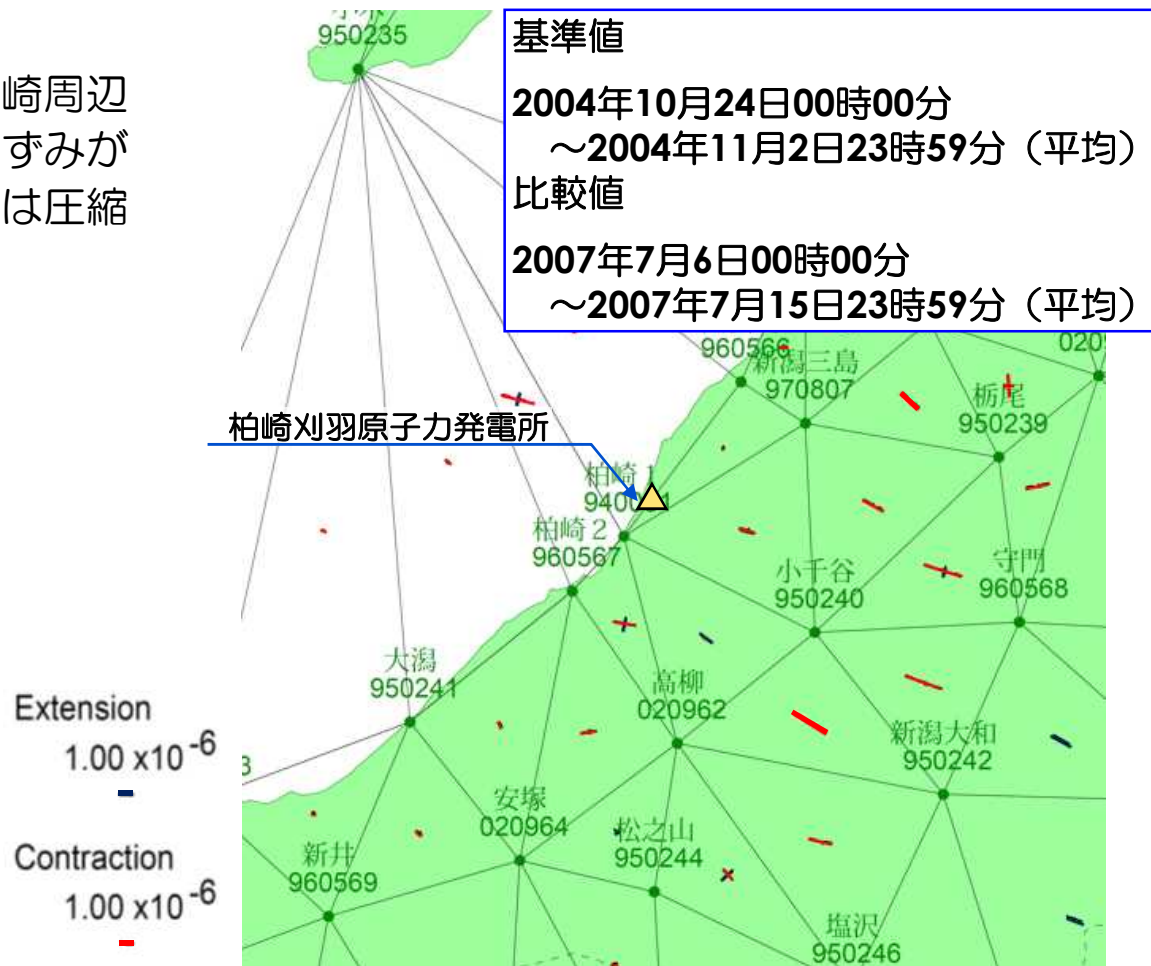 950235
基準値
2004年10月24日00時00分
～2004年11月2日23時59分（平均）
比較値
2007年7月6日00時00分
～2007年7月15日23時59分（平均）
崎周辺
ずみが
は圧縮
960566
新潟三島
970807
栃尾
950239
柏崎刈羽原子力発電所
柏崎１
柏崎２
960567
小千谷
950240
守門
960568
大潟
950241
高柳
020962
新潟大和
950242
Extension
1.00 x10⁻⁶
安塚
020964
松之山
950244
Contraction
1.00 x10⁻⁶
新井
960569
塩沢
950246